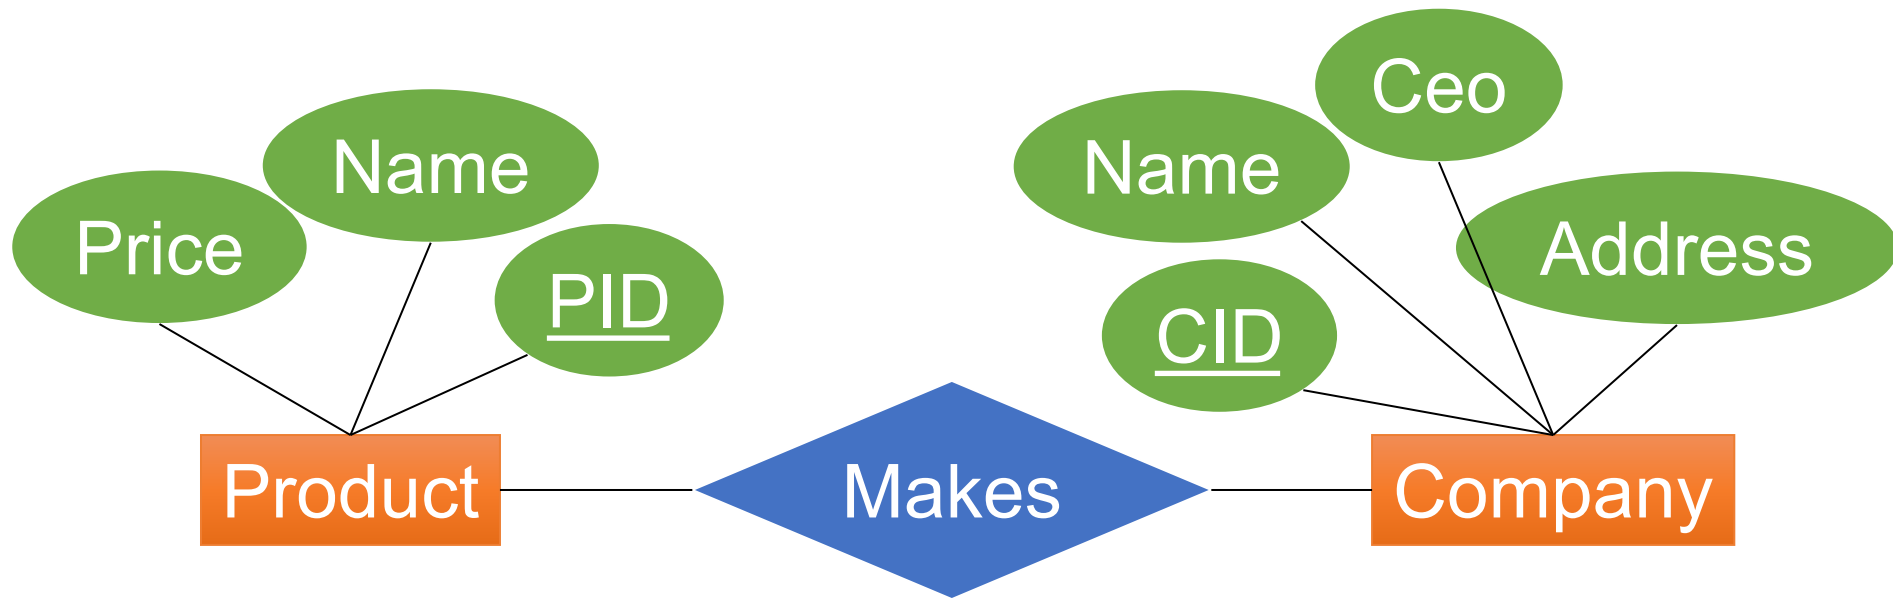 Price
Name
PID
Product
Makes
Name
Ceo
CID
Address
Company